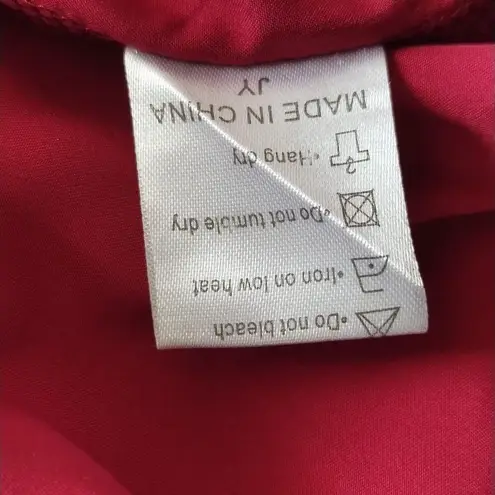 •Do not bleach
•Iron on low heat
•Do not tumble dry
•Hang dry
MADE IN CHINA
JY